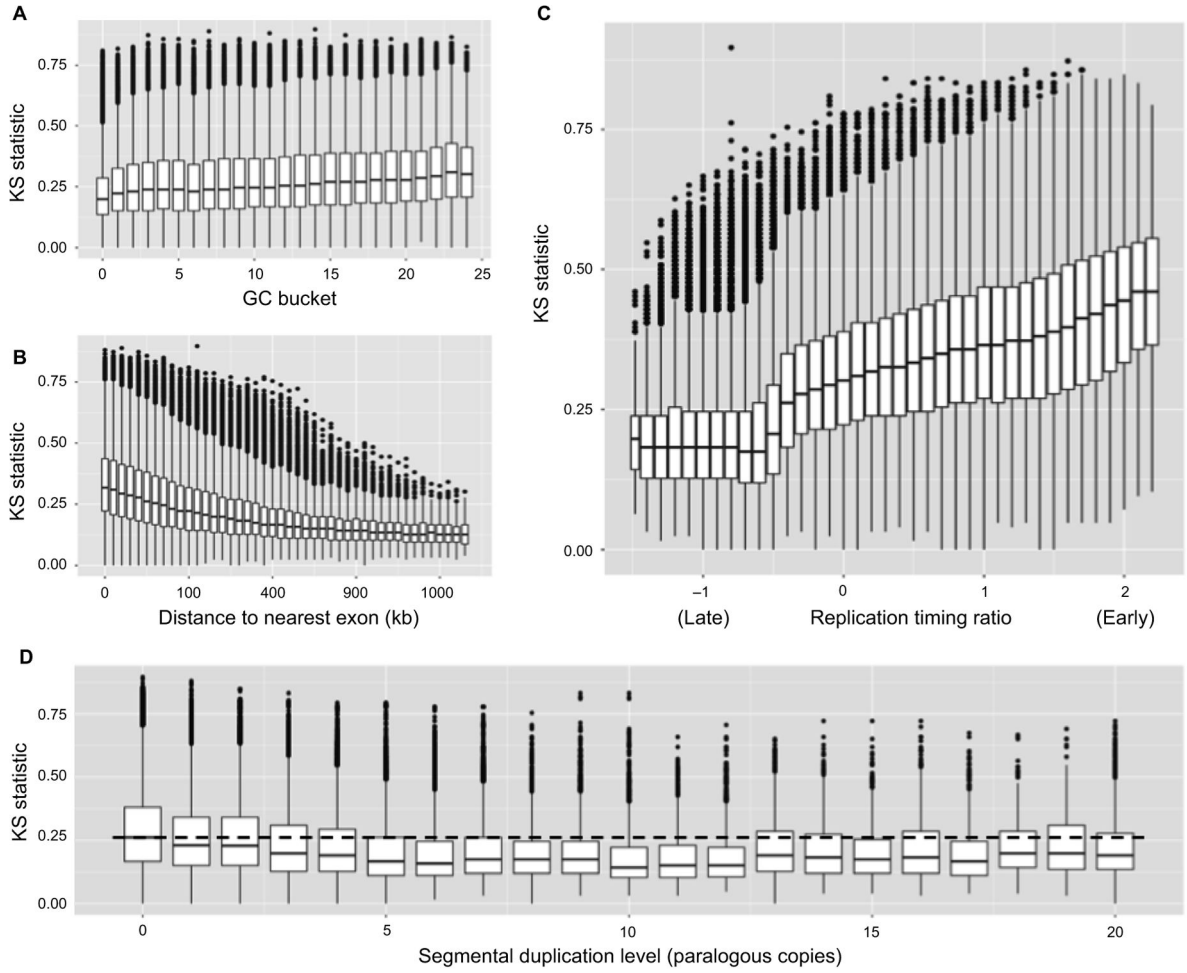 A
KS statistic
0.75
0.50
0.25
0.00
0 5 10 15 20 25
GC bucket
B
KS statistic
0.75
0.50
0.25
0.00
0 100 400 900 1000
Distance to nearest exon (kb)
C
KS statistic
0.75
0.50
0.25
0.00
–1 0 1 2
(Late) Replication timing ratio (Early)
D
KS statistic
0.75
0.50
0.25
0.00
0 5 10 15 20
Segmental duplication level (paralogous copies)